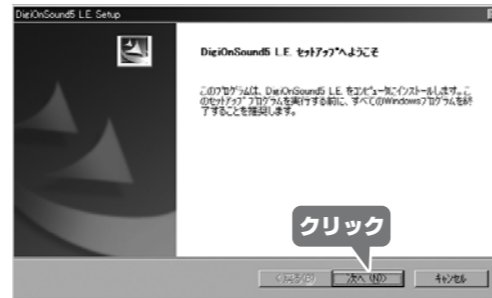 DigiOnSound5 L.E. Setup
DigiOnSound5 L.E. ｾｯﾄｱｯﾌﾟへようこそ
このﾌﾟﾛｸﾞﾗﾑは、DigiOnSound5 L.E. をｺﾝﾋﾟｭｰﾀにｲﾝｽﾄｰﾙします。こ
のｾｯﾄｱｯﾌﾟ ﾌﾟﾛｸﾞﾗﾑを実行する前に、すべてのWindowsﾌﾟﾛｸﾞﾗﾑを終
了することを推奨します。
クリック
< 戻る(B)
次へ (N)>
ｷｬﾝｾﾙ